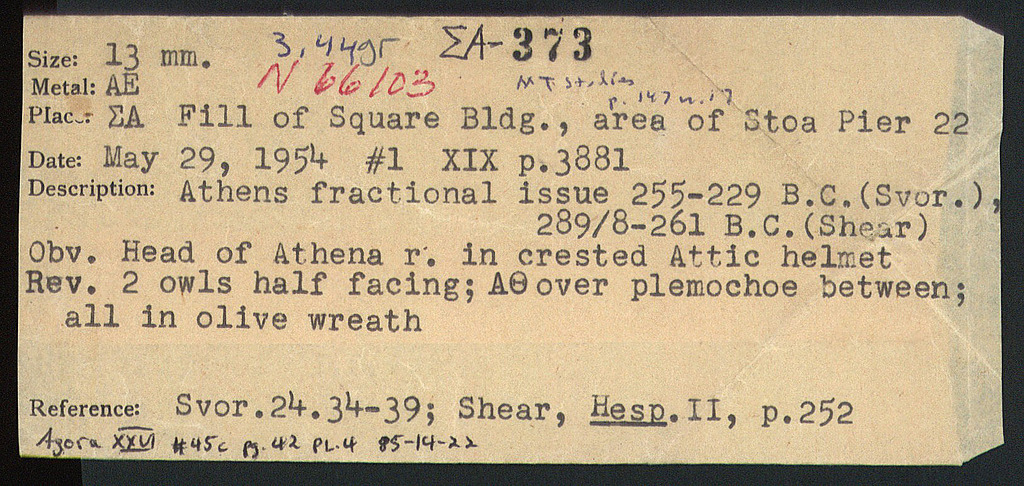 Size: 13 mm. 3.44gr ΣA-373
Metal: AE N 66103 MT studies
p. 147 n. 17
Place: ΣA Fill of Square Bldg., area of Stoa Pier 22
Date: May 29, 1954 #1 XIX p.3881
Description: Athens fractional issue 255-229 B.C.(Svor.),
289/8-261 B.C.(Shear)
Obv. Head of Athena r. in crested Attic helmet
Rev. 2 owls half facing; AΘ over plemochoe between;
all in olive wreath
Reference: Svor.24.34-39; Shear, Hesp.II, p.252
Agora XXVI #45c pg. 42 PL.4 85-14-22